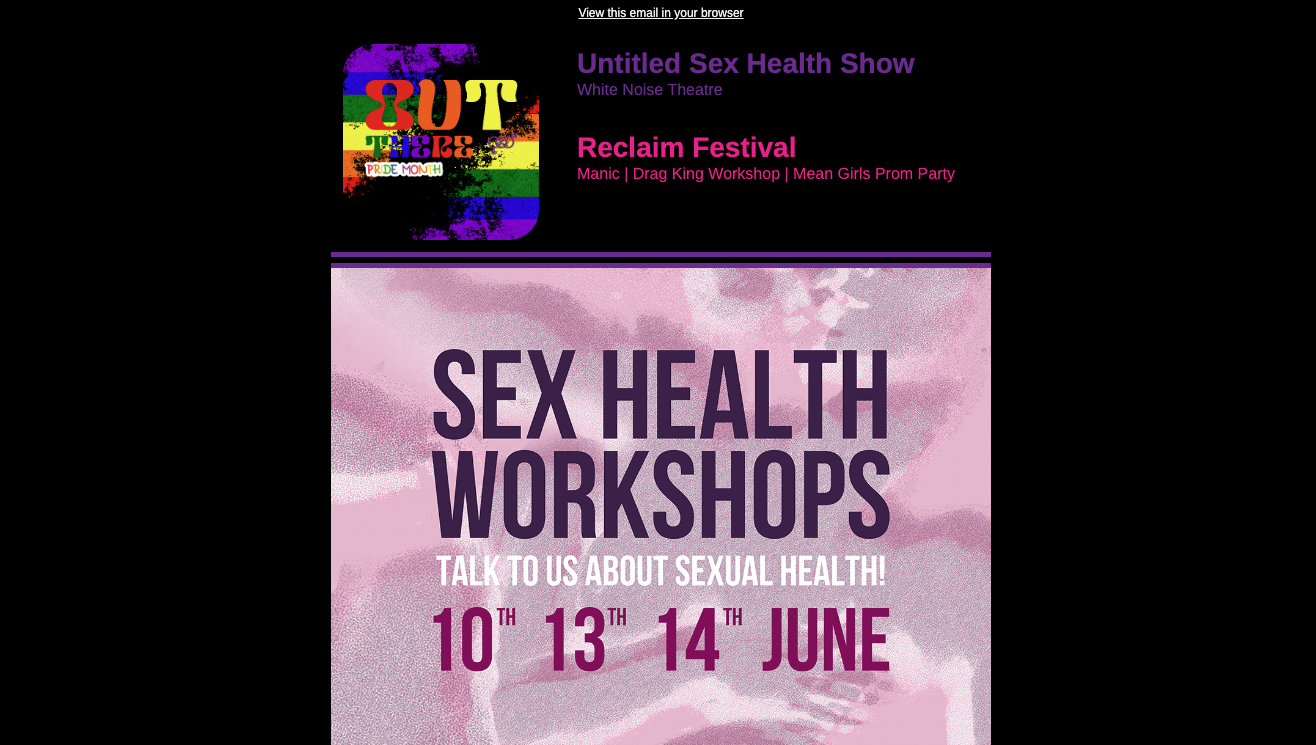 View this email in your browser
Untitled Sex Health Show
White Noise Theatre
Reclaim Festival
Manic | Drag King Workshop | Mean Girls Prom Party
OUT
THERE
PRIDE MONTH
SEX HEALTH
WORKSHOPS
TALK TO US ABOUT SEXUAL HEALTH!
10TH 13TH 14TH JUNE